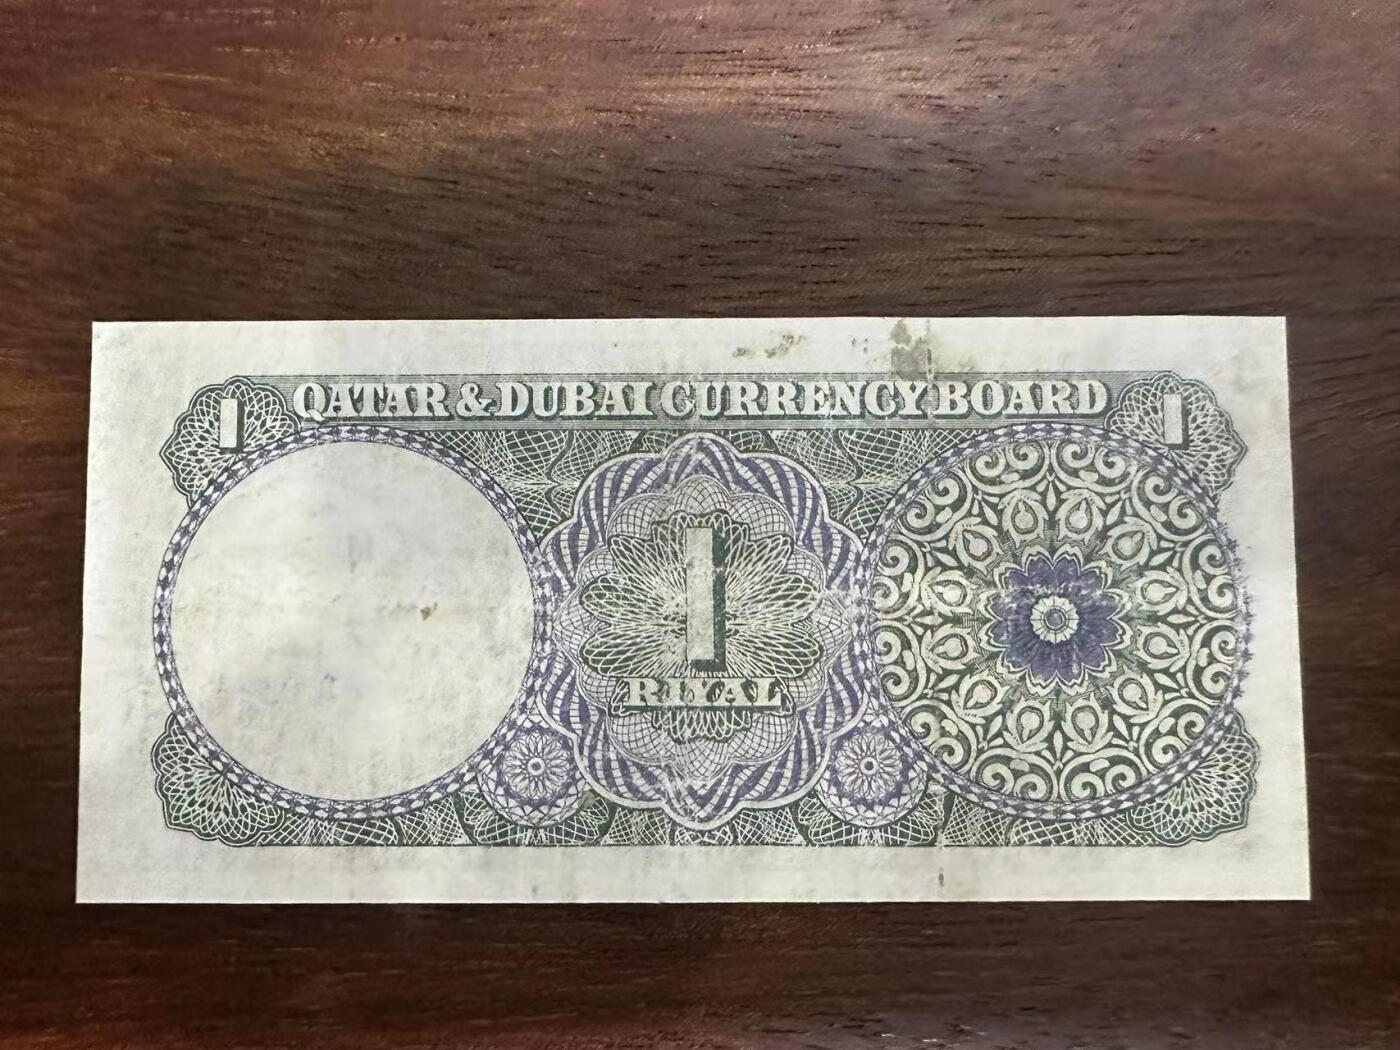 1 QATAR & DUBAI CURRENCY BOARD 1
1
RIYAL